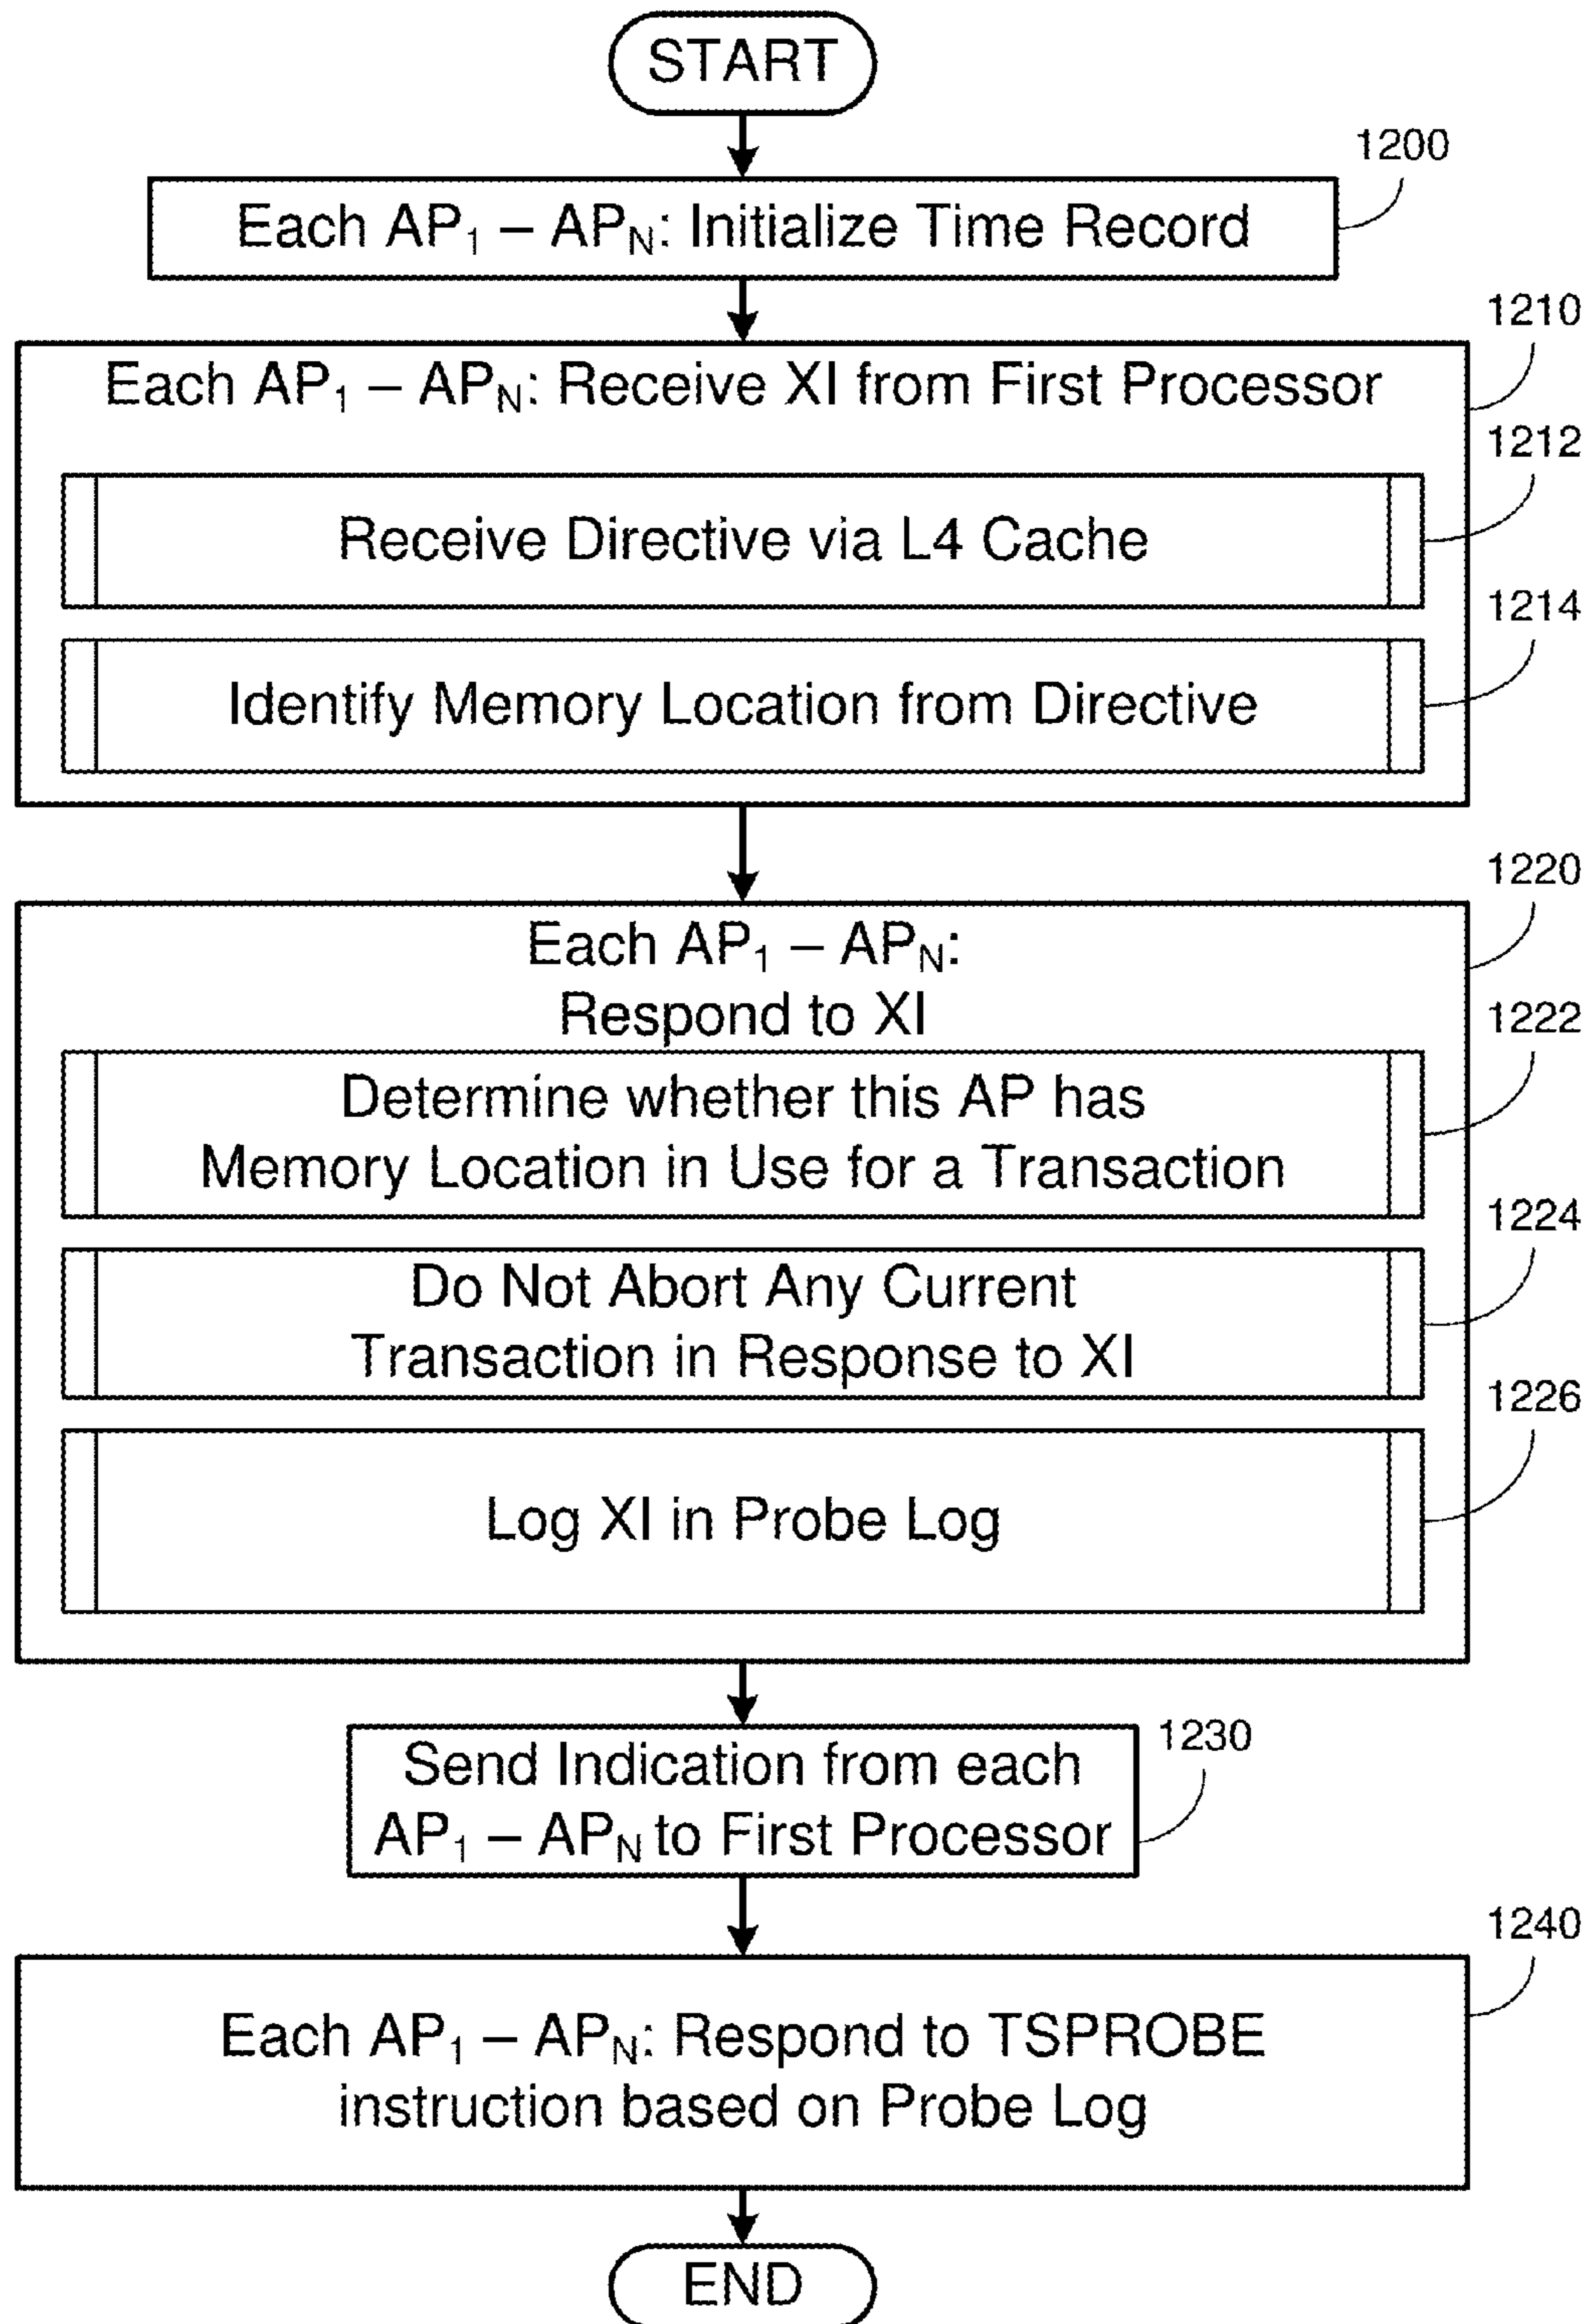 START
1200
Each AP₁ – APN: Initialize Time Record
1210
Each AP₁ – APN: Receive XI from First Processor
1212
Receive Directive via L4 Cache
1214
Identify Memory Location from Directive
1220
Each AP₁ – APN:
Respond to XI
1222
Determine whether this AP has
Memory Location in Use for a Transaction
1224
Do Not Abort Any Current
Transaction in Response to XI
1226
Log XI in Probe Log
1230
Send Indication from each
AP₁ – APN to First Processor
1240
Each AP₁ – APN: Respond to TSPROBE
instruction based on Probe Log
END